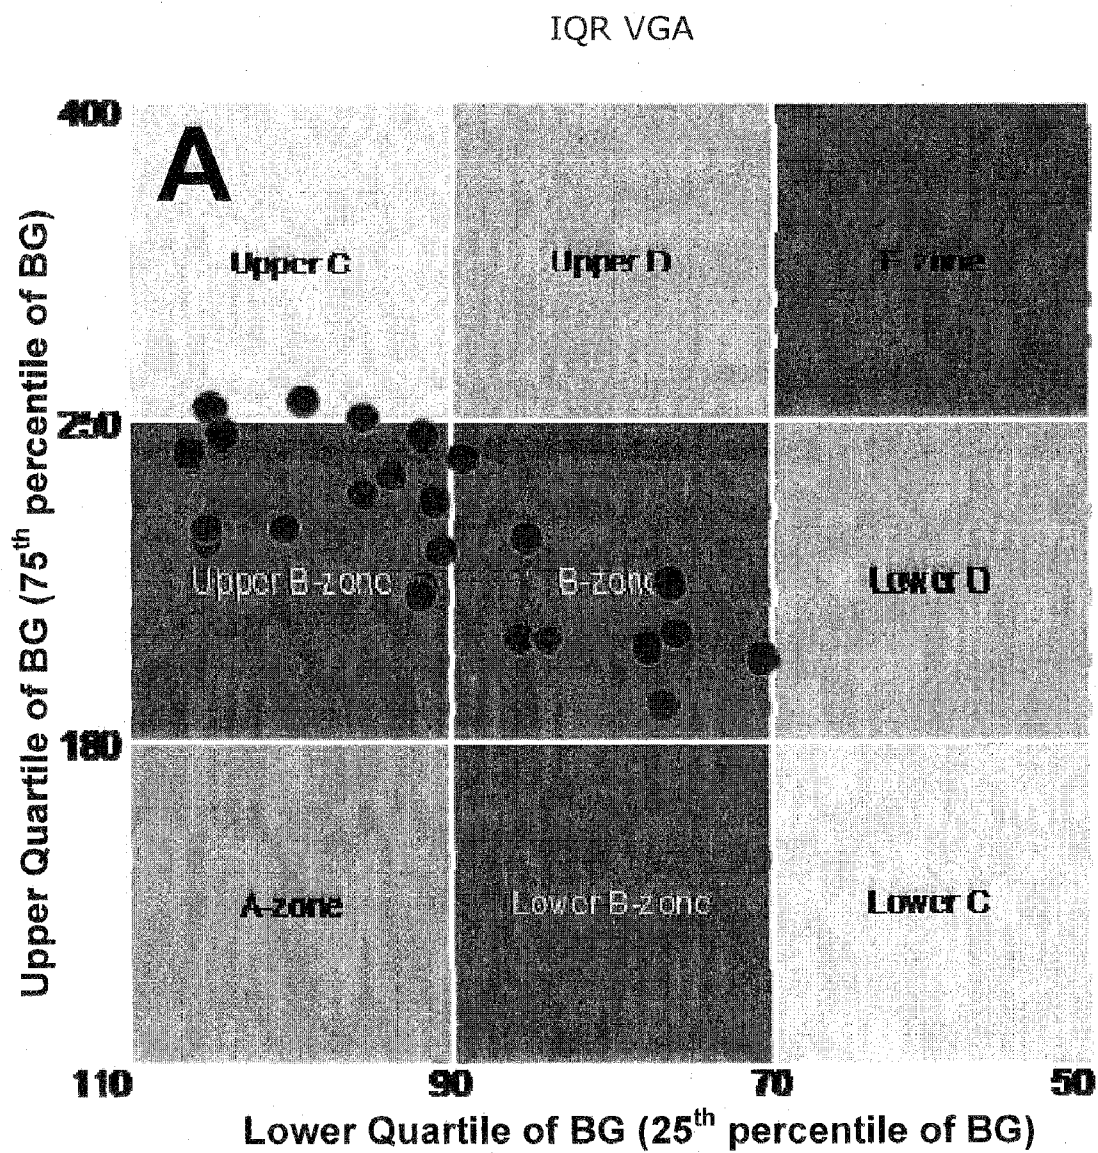 IQR VGA
400
A
Upper C
Upper D
E-zone
250
Upper B-zone
B-zone
Lower D
180
A-zone
Lower B-zone
Lower C
110
90
70
50
Upper Quartile of BG (75th percentile of BG)
Lower Quartile of BG (25th percentile of BG)